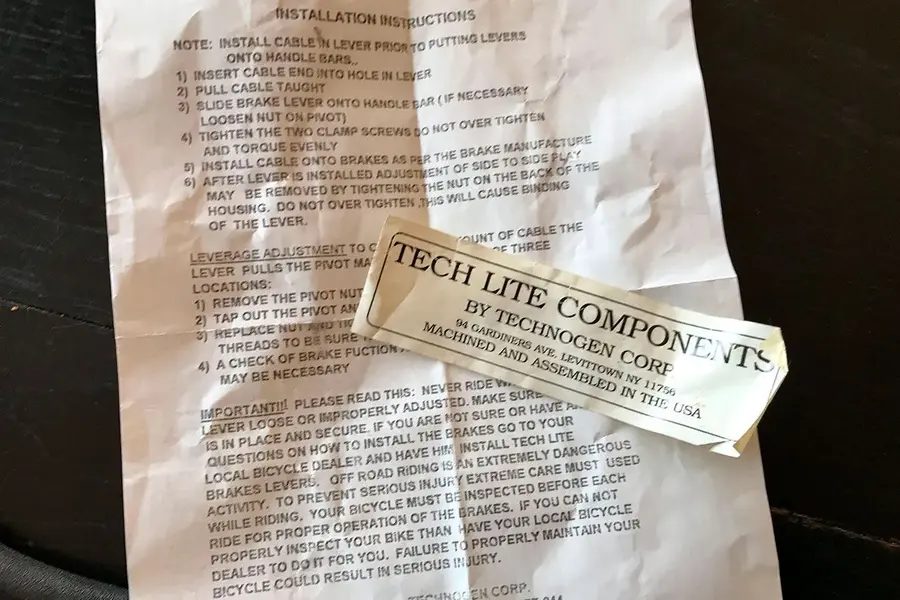 INSTALLATION INSTRUCTIONS
NOTE: INSTALL CABLE IN LEVER PRIOR TO PUTTING LEVERS
ONTO HANDLE BARS..
1) INSERT CABLE END INTO HOLE IN LEVER
2) PULL CABLE TAUGHT
3) SLIDE BRAKE LEVER ONTO HANDLE BAR ( IF NECESSARY
LOOSEN NUT ON PIVOT)
4) TIGHTEN THE TWO CLAMP SCREWS DO NOT OVER TIGHTEN
AND TORQUE EVENLY
5) INSTALL CABLE ONTO BRAKES AS PER THE BRAKE MANUFACTURE
6) AFTER LEVER IS INSTALLED ADJUSTMENT OF SIDE TO SIDE PLAY
MAY BE REMOVED BY TIGHTENING THE NUT ON THE BACK OF THE
HOUSING. DO NOT OVER TIGHTEN ,THIS WILL CAUSE BINDING
OF THE LEVER.
LEVERAGE ADJUSTMENT TO OUNT OF CABLE THE
LEVER PULLS THE PIVOT MA OF THREE
LOCATIONS:
1) REMOVE THE PIVOT NUT
2) TAP OUT THE PIVOT AN
3) REPLACE NUT AND
THREADS TO BE SURE
4) A CHECK OF BRAKE FUCTION
MAY BE NECESSARY
IMPORTANT!!! PLEASE READ THIS: NEVER RIDE
LEVER LOOSE OR IMPROPERLY ADJUSTED. MAKE SURE
IS IN PLACE AND SECURE. IF YOU ARE NOT SURE OR HAVE
QUESTIONS ON HOW TO INSTALL THE BRAKES GO TO YOUR
LOCAL BICYCLE DEALER AND HAVE HIM INSTALL TECH LITE
BRAKES LEVERS. OFF ROAD RIDING IS AN EXTREMELY DANGEROUS
ACTIVITY. TO PREVENT SERIOUS INJURY EXTREME CARE MUST USED
WHILE RIDING. YOUR BICYCLE MUST BE INSPECTED BEFORE EACH
RIDE FOR PROPER OPERATION OF THE BRAKES. IF YOU CAN NOT
PROPERLY INSPECT YOUR BIKE THAN HAVE YOUR LOCAL BICYCLE
DEALER TO DO IT FOR YOU. FAILURE TO PROPERLY MAINTAIN YOUR
BICYCLE COULD RESULT IN SERIOUS INJURY.
TECHNOGEN CORP.
TECH LITE COMPONENTS
BY TECHNOGEN CORP
94 GARDINERS AVE. LEVITTOWN NY 11756
MACHINED AND ASSEMBLED IN THE USA